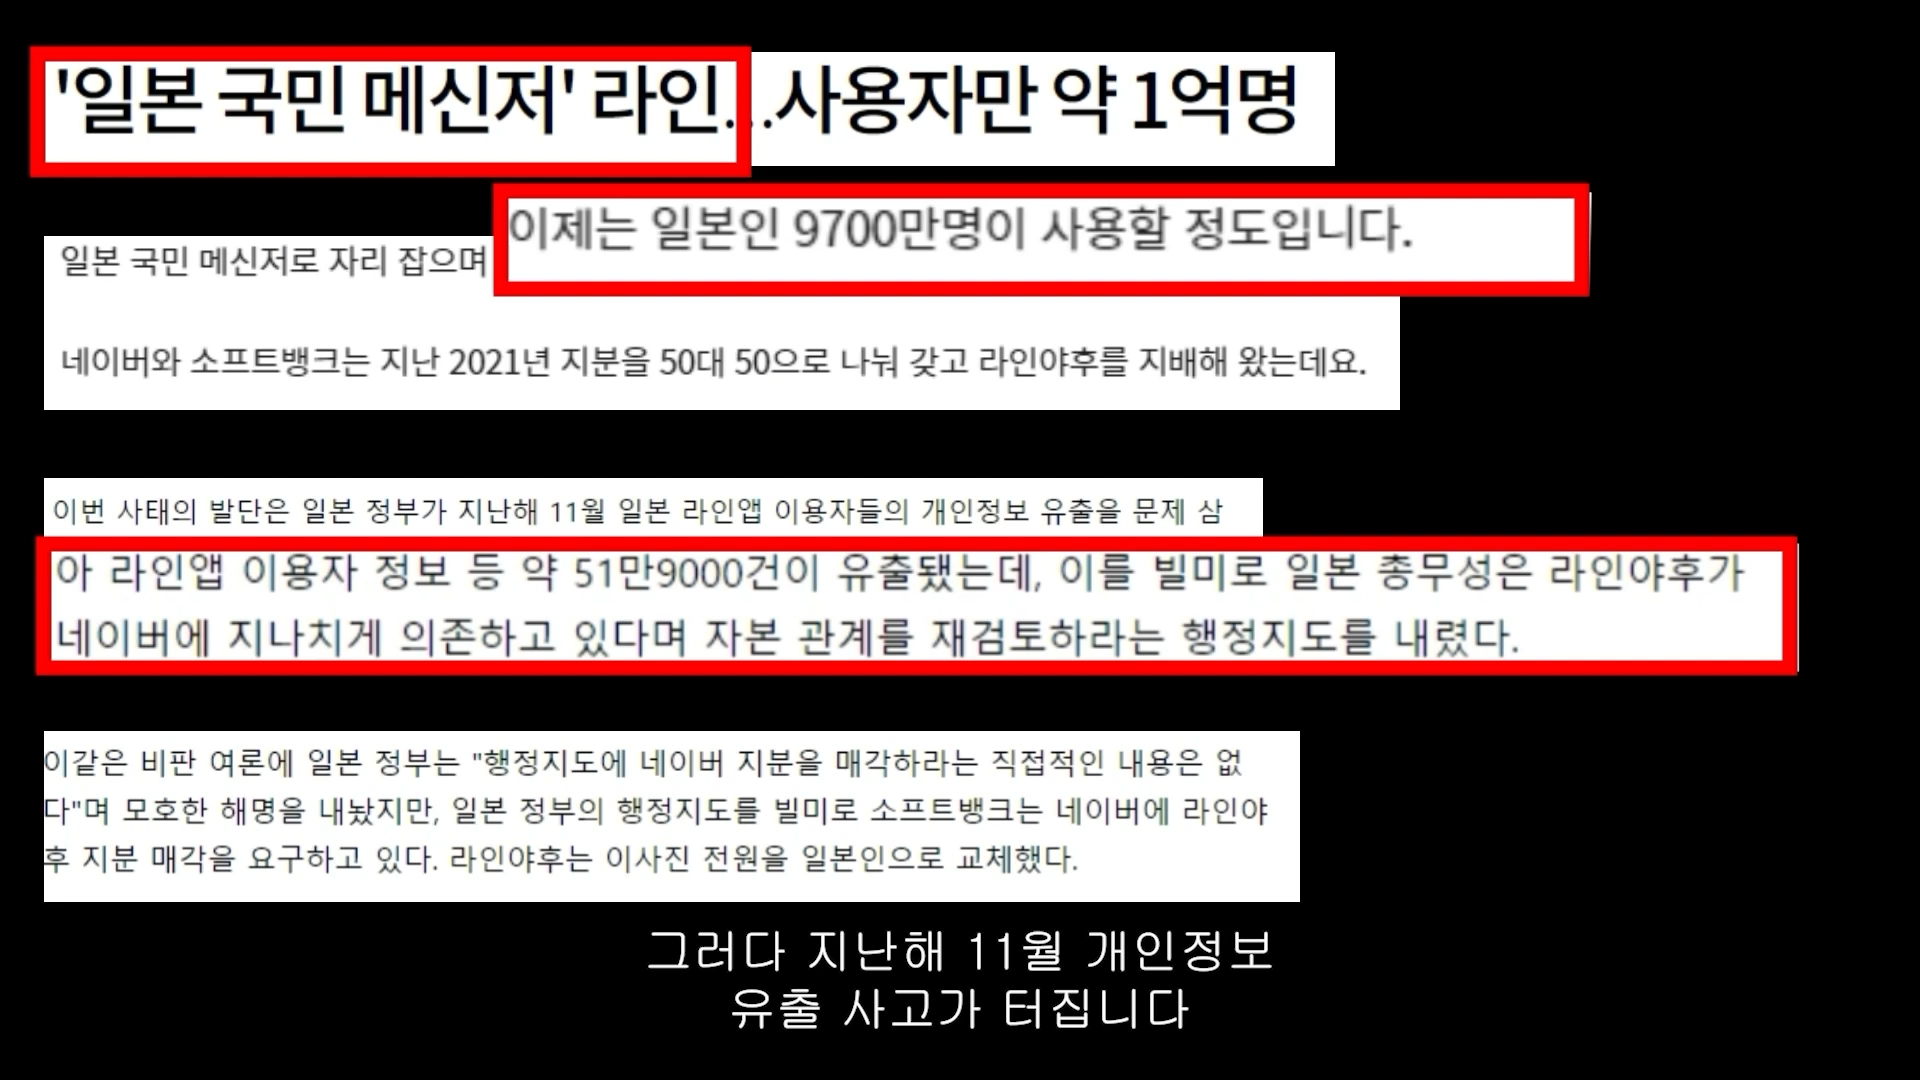 '일본 국민 메신저' 라인...사용자만 약 1억명
일본 국민 메신저로 자리 잡으며 이제는 일본인 9700만명이 사용할 정도입니다.
네이버와 소프트뱅크는 지난 2021년 지분을 50대 50으로 나눠 갖고 라인야후를 지배해 왔는데요.
이번 사태의 발단은 일본 정부가 지난해 11월 일본 라인앱 이용자들의 개인정보 유출을 문제 삼
아 라인앱 이용자 정보 등 약 51만9000건이 유출됐는데, 이를 빌미로 일본 총무성은 라인야후가
네이버에 지나치게 의존하고 있다며 자본 관계를 재검토하라는 행정지도를 내렸다.
이같은 비판 여론에 일본 정부는 "행정지도에 네이버 지분을 매각하라는 직접적인 내용은 없
다"며 모호한 해명을 내놨지만, 일본 정부의 행정지도를 빌미로 소프트뱅크는 네이버에 라인야
후 지분 매각을 요구하고 있다. 라인야후는 이사진 전원을 일본인으로 교체했다.
그러다 지난해 11월 개인정보
유출 사고가 터집니다